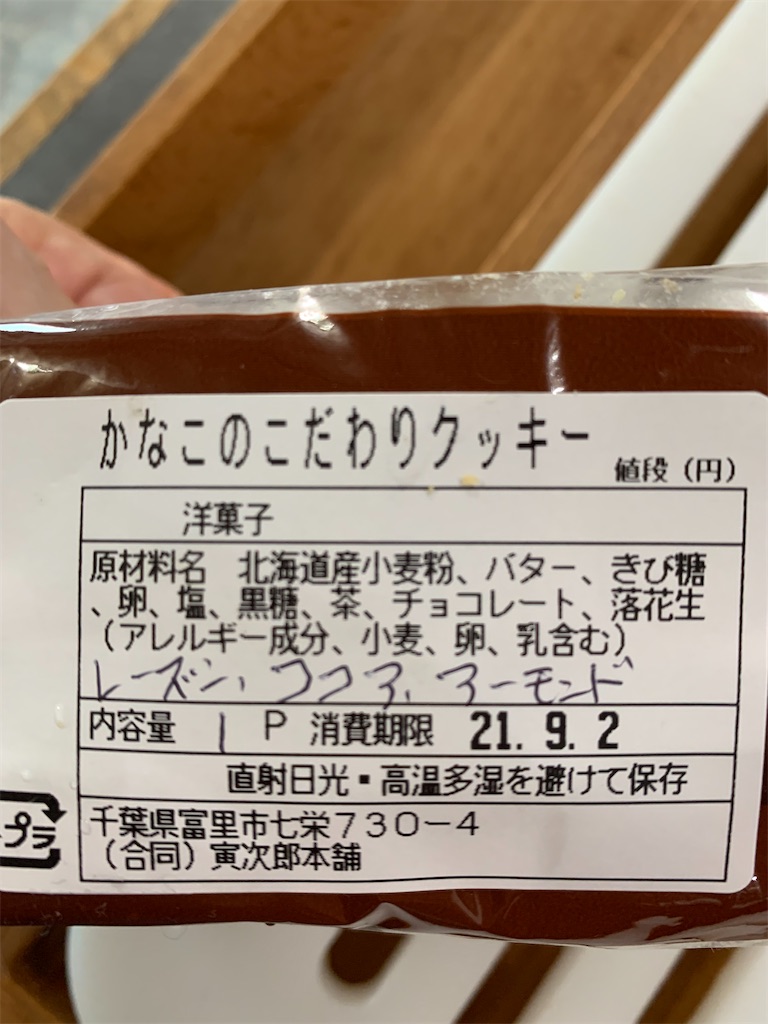 かなこのこだわりクッキー
値段（円）
洋菓子
原材料名 北海道産小麦粉、バター、きび糖
、卵、塩、黒糖、茶、チョコレート、落花生
（アレルギー成分、小麦、卵、乳含む）
レーズン、ココア、アーモンド
内容量 1 P 消費期限 21. 9. 2
直射日光・高温多湿を避けて保存
プラ
千葉県富里市七栄７３０－４
（合同）寅次郎本舗